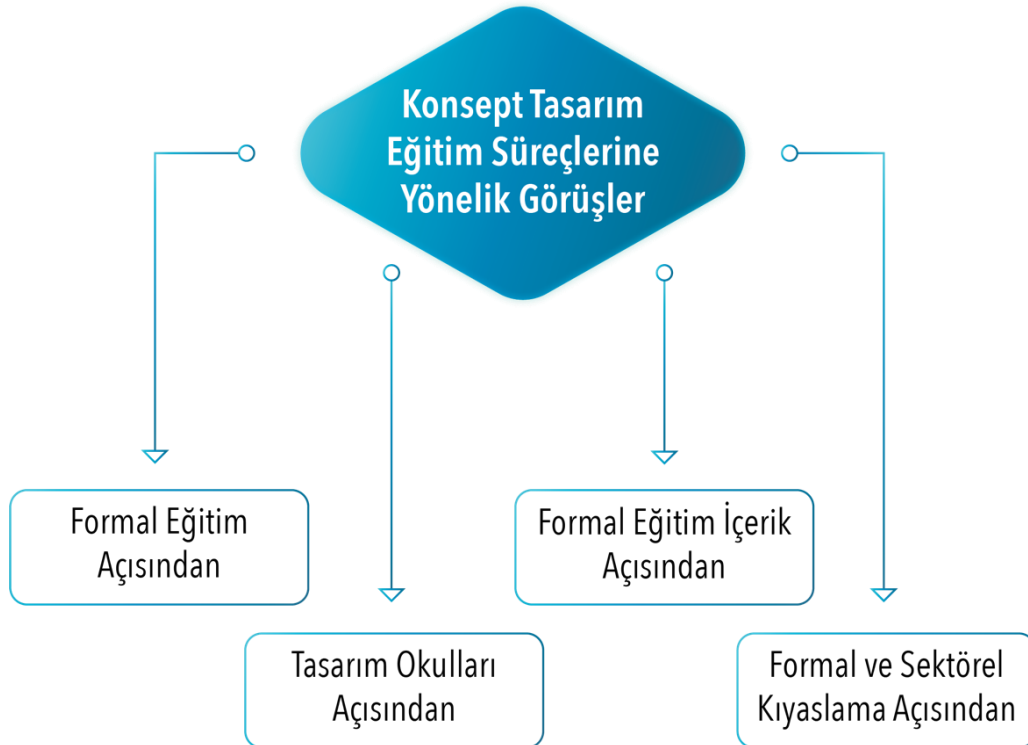 Konsept Tasarım
Eğitim Süreçlerine
Yönelik Görüşler
Formal Eğitim
Açısından
Tasarım Okulları
Açısından
Formal Eğitim İçerik
Açısından
Formal ve Sektörel
Kıyaslama Açısından